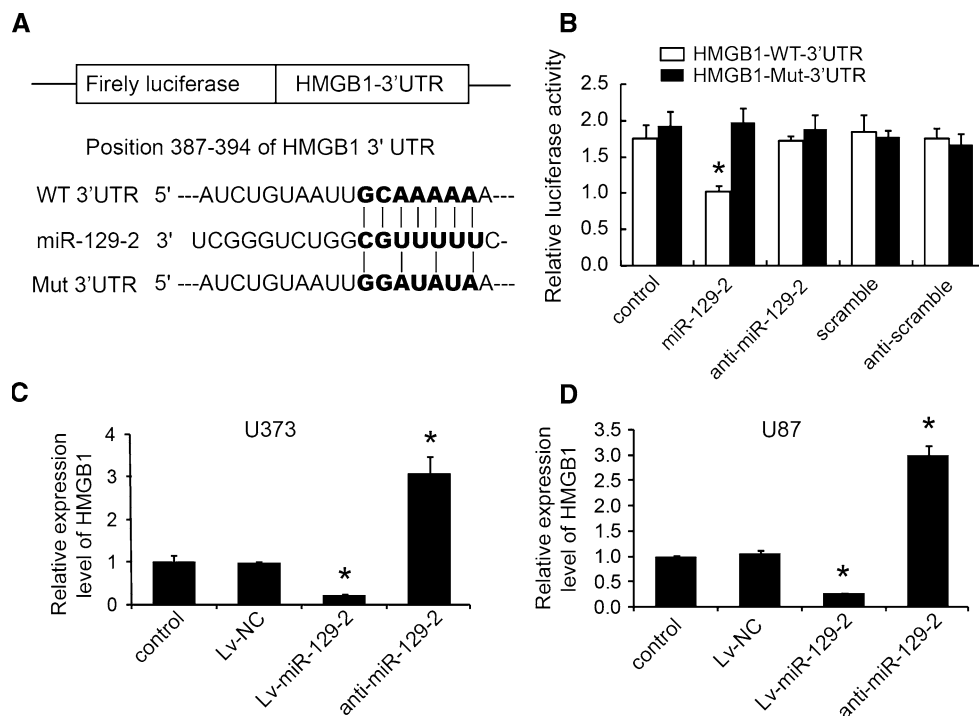 A
Firely luciferase
HMGB1-3'UTR
Position 387-394 of HMGB1 3' UTR
WT 3'UTR 5' ---AUCUGUAAUUGCAAAAAA---
miR-129-2 3' UCGGGUCUGGCGUUUUUC-
Mut 3'UTR 5' ---AUCUGUAAUUGGAUAUAA---
B
HMGB1-WT-3'UTR
HMGB1-Mut-3'UTR
Relative luciferase activity
2.5
2.0
1.5
1.0
0.5
0.0
*
control
miR-129-2
anti-miR-129-2
scramble
anti-scramble
C
U373
Relative expression
level of HMGB1
4
3
2
1
0
*
*
control
Lv-NC
Lv-miR-129-2
anti-miR-129-2
D
U87
Relative expression
level of HMGB1
3.5
3.0
2.5
2.0
1.5
1.0
0.5
0.0
*
*
control
Lv-NC
Lv-miR-129-2
anti-miR-129-2